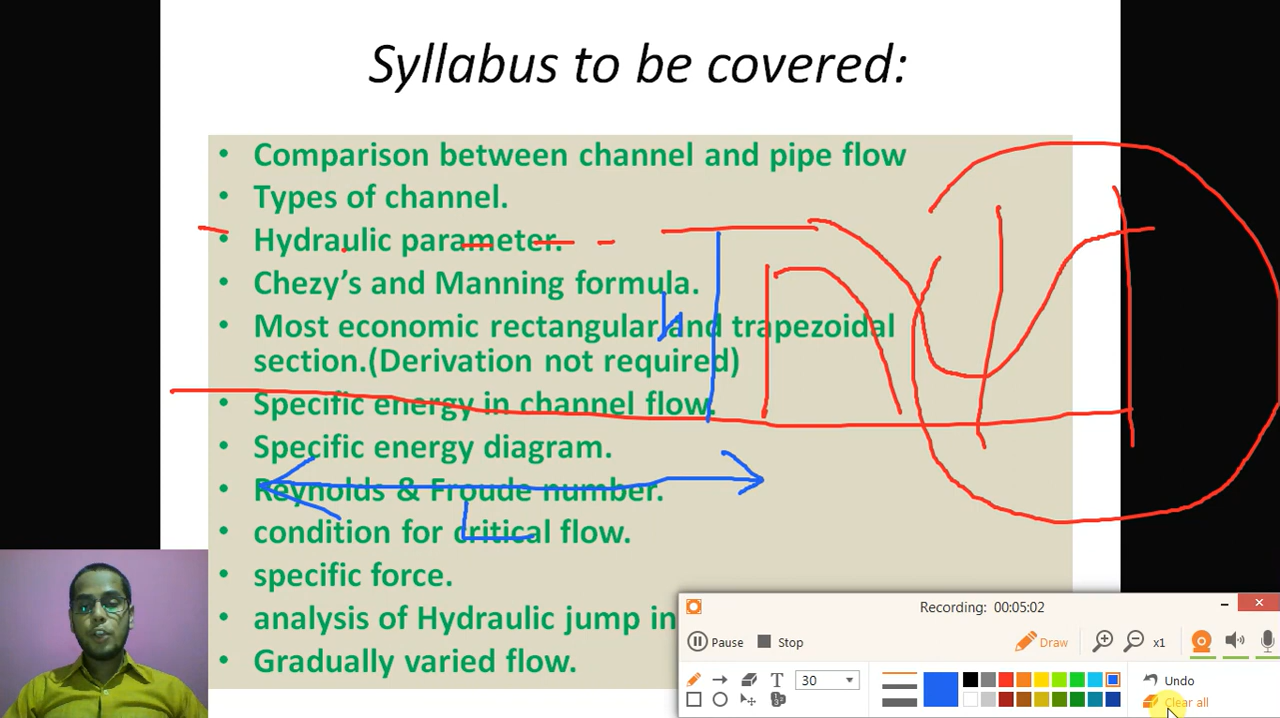 Syllabus to be covered:
• Comparison between channel and pipe flow
• Types of channel.
• Hydraulic parameter.
• Chezy's and Manning formula.
h
• Most economic rectangular and trapezoidal
section.(Derivation not required)
• Specific energy in channel flow.
• Specific energy diagram.
• Reynolds & Froude number.
L
• condition for critical flow.
• specific force.
• analysis of Hydraulic jump in
• Gradually varied flow.
Recording: 00:05:02
Pause Stop Draw x1
T 30 Undo
Clear all